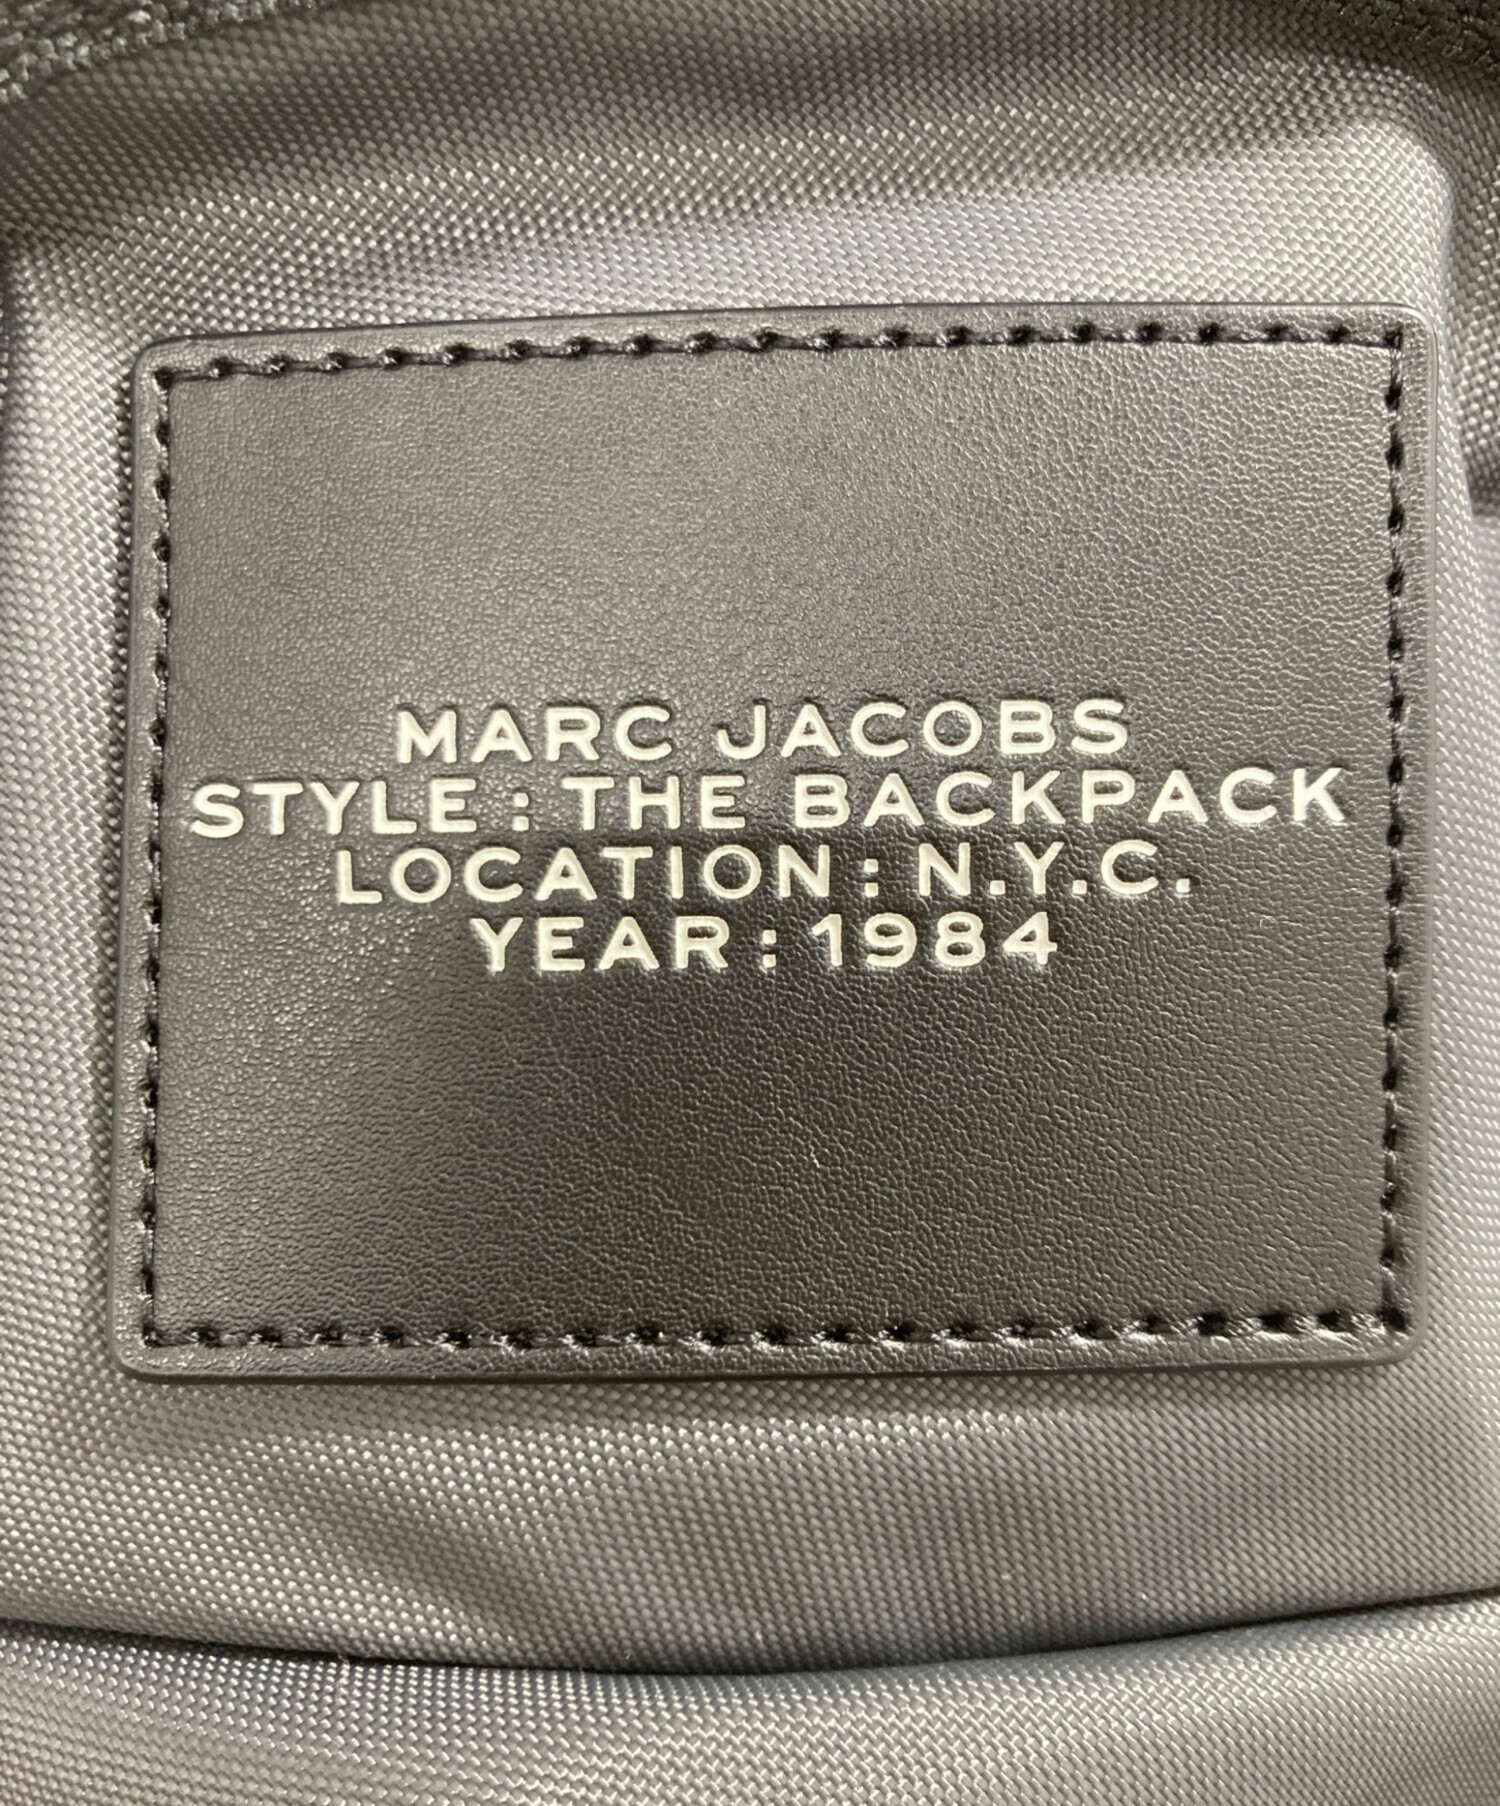 MARC JACOBS
STYLE : THE BACKPACK
LOCATION : N.Y.C.
YEAR : 1984